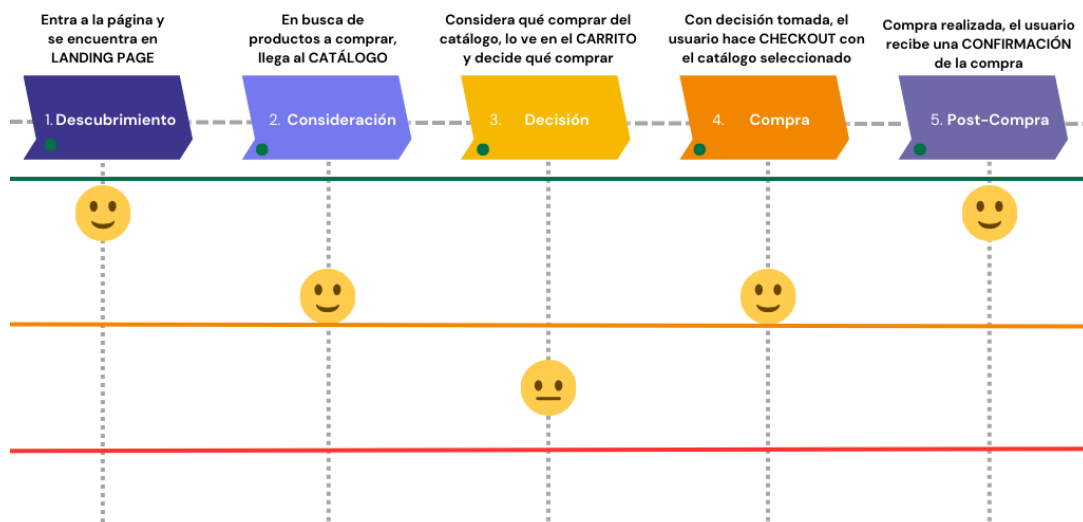 Entra a la página y
se encuentra en
LANDING PAGE
En busca de
productos a comprar,
llega al CATÁLOGO
Considera qué comprar del
catálogo, lo ve en el CARRITO
y decide qué comprar
Con decisión tomada, el
usuario hace CHECKOUT con
el catálogo seleccionado
Compra realizada, el usuario
recibe una CONFIRMACIÓN
de la compra
1. Descubrimiento
2. Consideración
3. Decisión
4. Compra
5. Post-Compra